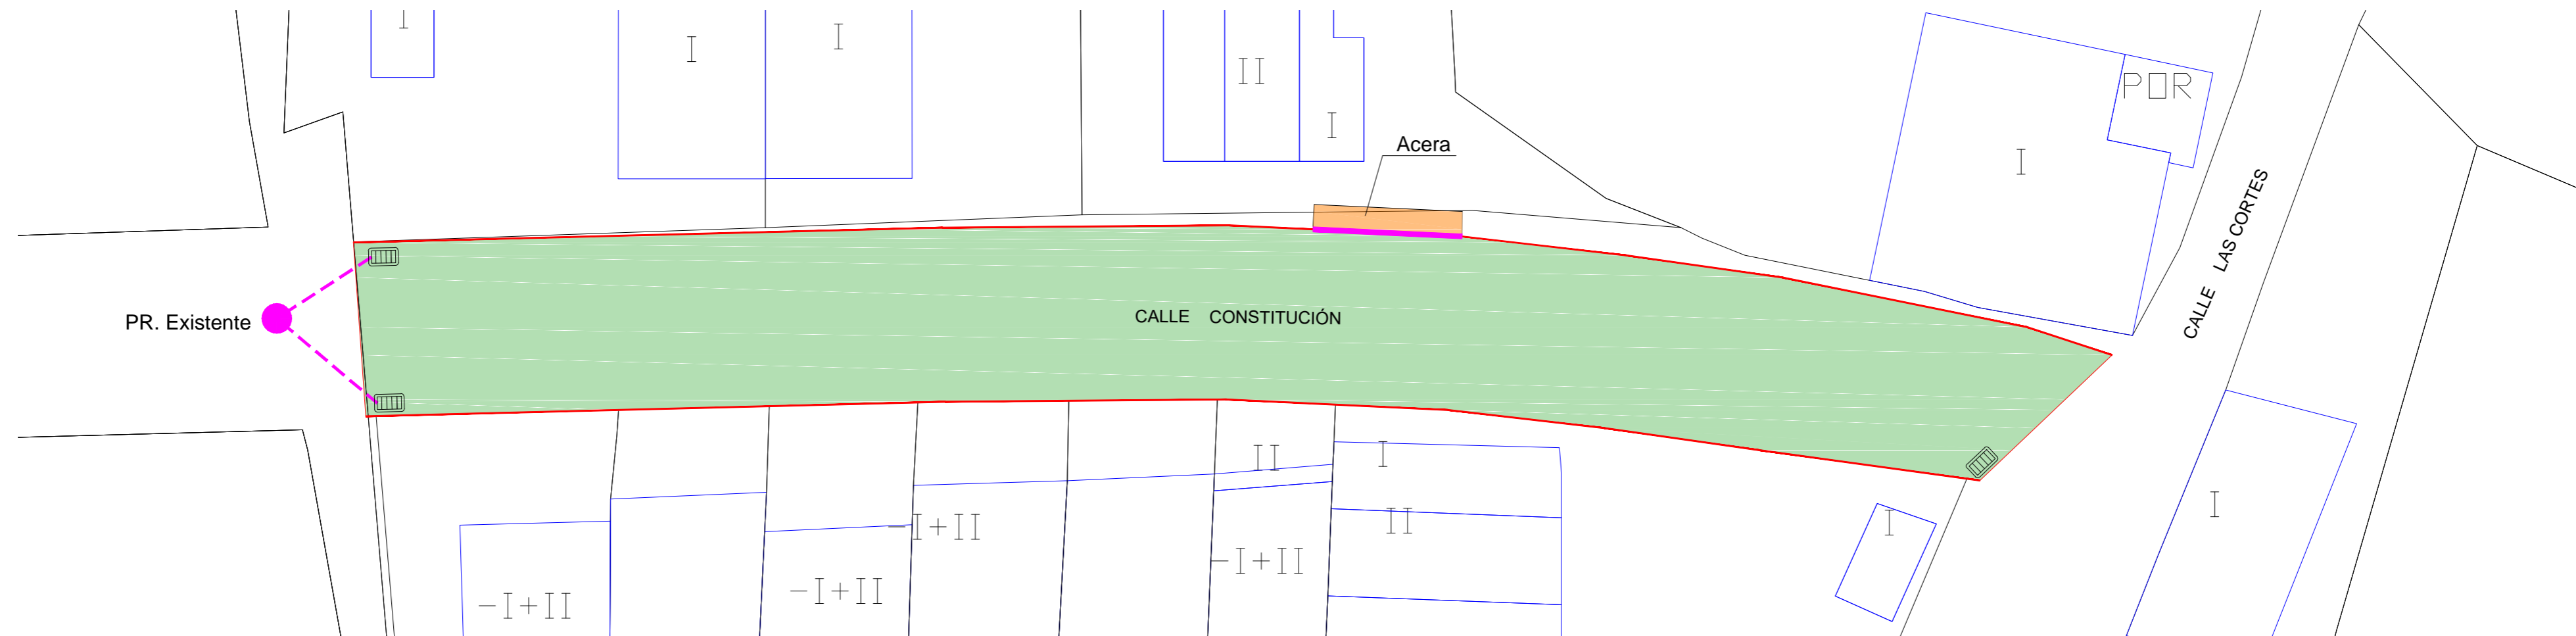 I
I
I
II
I
POR
I
Acera
CALLE LAS CORTES
PR. Existente
CALLE CONSTITUCIÓN
II
I
I
II
I
-I+II
-I+II
-I+II
-I+II